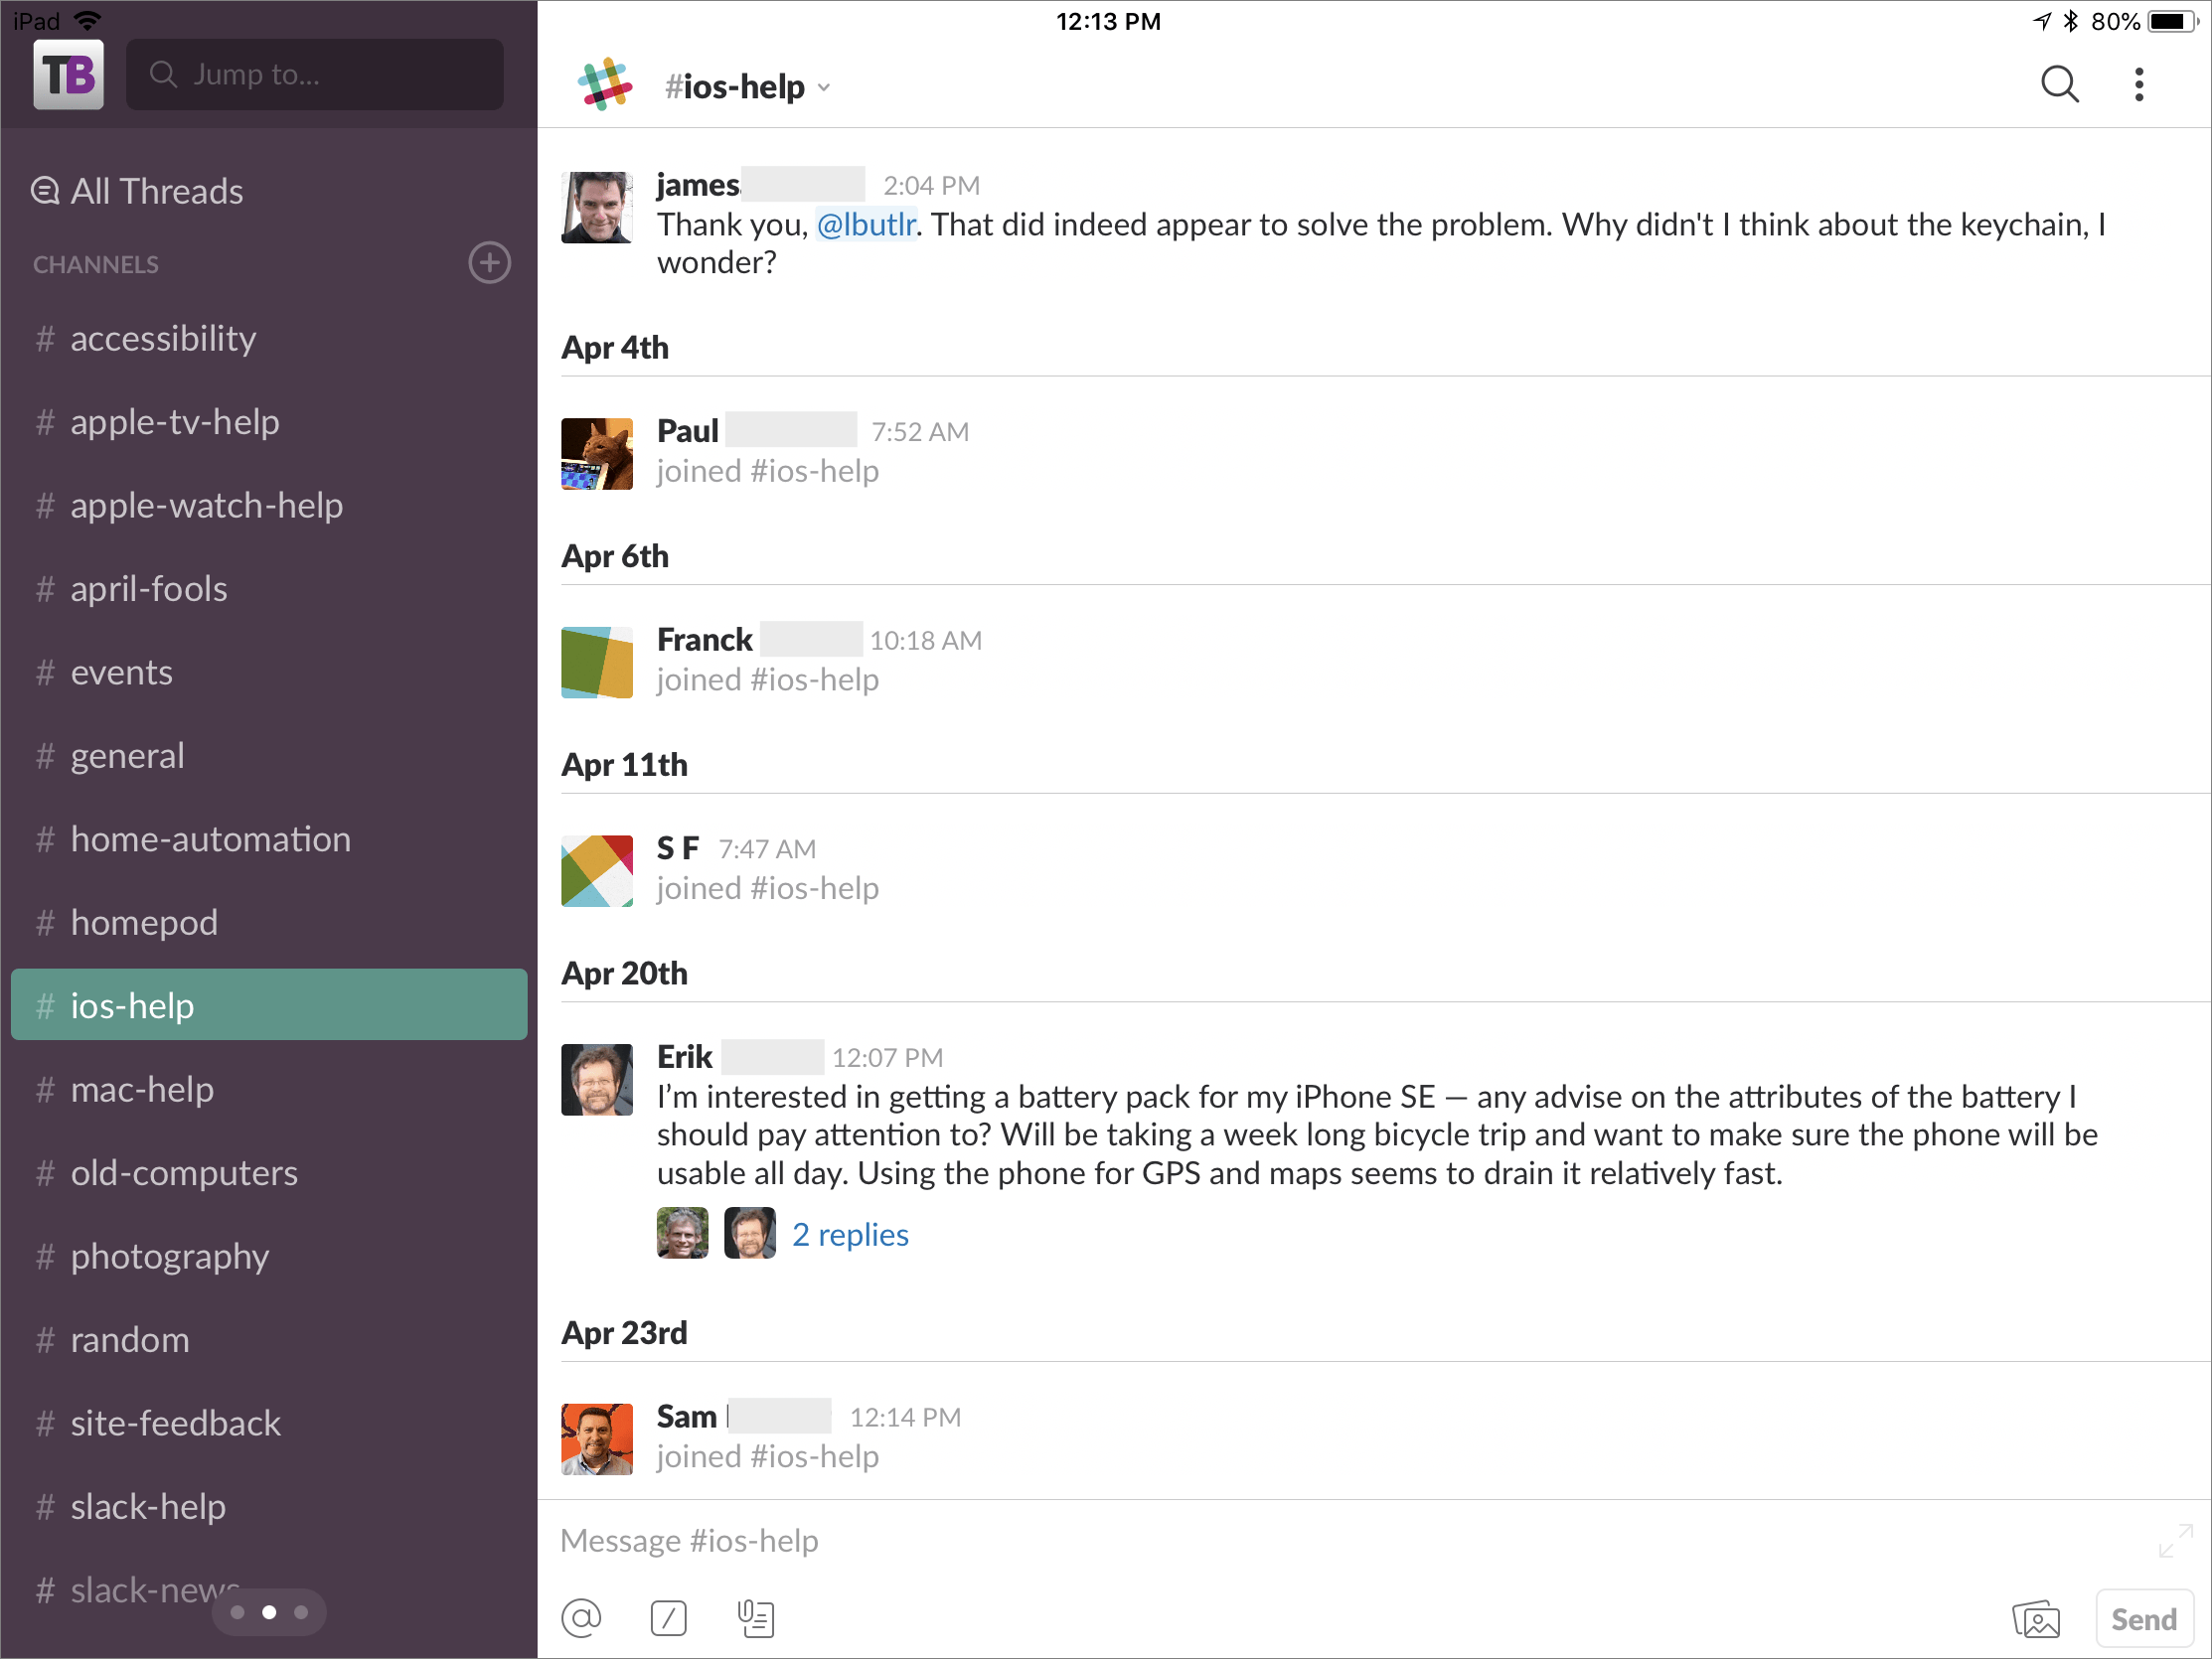 iPad
12:13 PM
80%
TB
Jump to...
#ios-help
All Threads
CHANNELS
# accessibility
# apple-tv-help
# apple-watch-help
# april-fools
# events
# general
# home-automation
# homepod
# ios-help
# mac-help
# old-computers
# photography
# random
# site-feedback
# slack-help
# slack-news
james 2:04 PM
Thank you, @lbutlr. That did indeed appear to solve the problem. Why didn't I think about the keychain, I
wonder?
Apr 4th
Paul 7:52 AM
joined #ios-help
Apr 6th
Franck 10:18 AM
joined #ios-help
Apr 11th
S F 7:47 AM
joined #ios-help
Apr 20th
Erik 12:07 PM
I’m interested in getting a battery pack for my iPhone SE — any advise on the attributes of the battery I
should pay attention to? Will be taking a week long bicycle trip and want to make sure the phone will be
usable all day. Using the phone for GPS and maps seems to drain it relatively fast.
2 replies
Apr 23rd
Sam 12:14 PM
joined #ios-help
Message #ios-help
@
Send